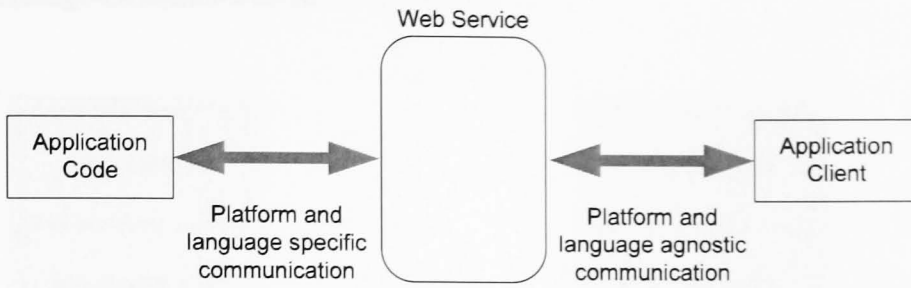 Web Service
Application
Code
Platform and
language specific
communication
Platform and
language agnostic
communication
Application
Client